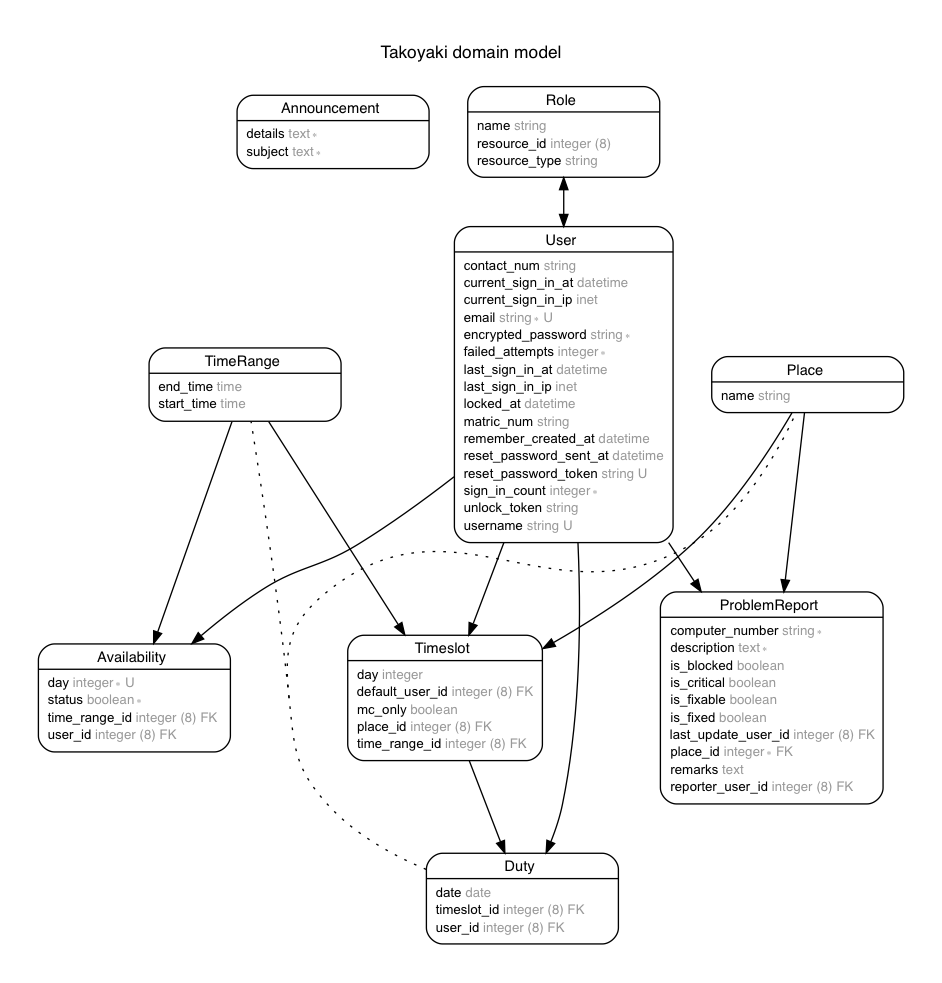 Takoyaki domain model
Announcement
details text *
subject text *
Role
name string
resource_id integer (8)
resource_type string
User
contact_num string
current_sign_in_at datetime
current_sign_in_ip inet
email string * U
encrypted_password string *
failed_attempts integer *
last_sign_in_at datetime
last_sign_in_ip inet
locked_at datetime
matric_num string
remember_created_at datetime
reset_password_sent_at datetime
reset_password_token string U
sign_in_count integer *
unlock_token string
username string U
TimeRange
end_time time
start_time time
Place
name string
Availability
day integer * U
status boolean *
time_range_id integer (8) FK
user_id integer (8) FK
Timeslot
day integer
default_user_id integer (8) FK
mc_only boolean
place_id integer (8) FK
time_range_id integer (8) FK
ProblemReport
computer_number string *
description text *
is_blocked boolean
is_critical boolean
is_fixable boolean
is_fixed boolean
last_update_user_id integer (8) FK
place_id integer * FK
remarks text
reporter_user_id integer (8) FK
Duty
date date
timeslot_id integer (8) FK
user_id integer (8) FK